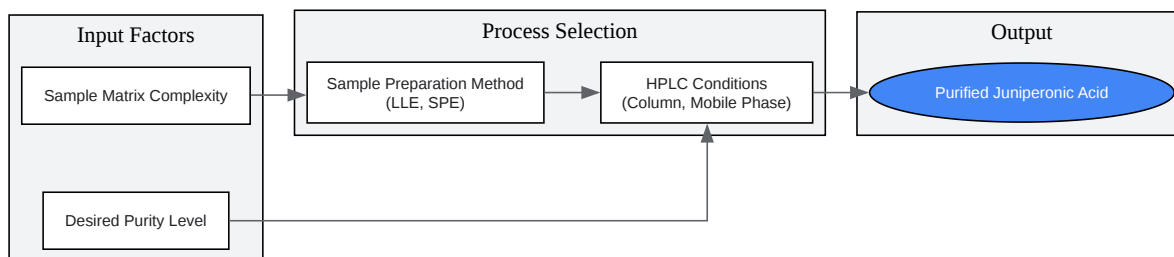 Input Factors
Sample Matrix Complexity
Desired Purity Level
Process Selection
Sample Preparation Method
(LLE, SPE)
HPLC Conditions
(Column, Mobile Phase)
Output
Purified Juniperonic Acid